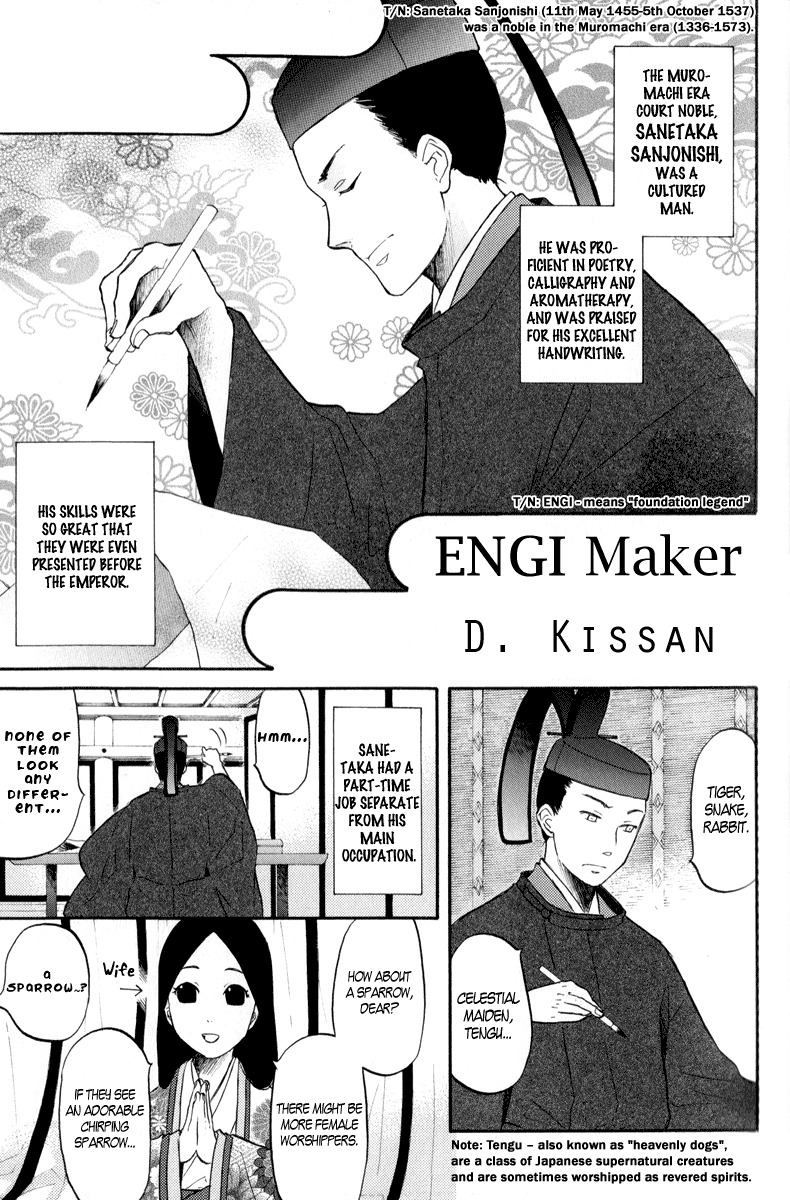 T/N: Sanetaka Sanjonishi (11th May 1455-5th October 1537)
was a noble in the Muromachi era (1336-1573).
THE MURO-
MACHI ERA
COURT NOBLE,
SANETAKA
SANJONISHI,
WAS A
CULTURED
MAN.
HE WAS PRO-
FICIENT IN POETRY,
CALLIGRAPHY AND
AROMATHERAPY,
AND WAS PRAISED
FOR HIS EXCELLENT
HANDWRITING.
HIS SKILLS WERE
SO GREAT THAT
THEY WERE EVEN
PRESENTED BEFORE
THE EMPEROR.
T/N: ENGI - means "foundation legend"
ENGI Maker
D. KISSAN
TIGER,
SNAKE,
RABBIT.
CELESTIAL
MAIDEN,
TENGU...
SANE-
TAKA HAD A
PART-TIME
JOB SEPARATE
FROM HIS
MAIN
OCCUPATION.
Hmm...
none of
them
look
any
differ-
ent...
HOW ABOUT
A SPARROW,
DEAR?
THERE MIGHT BE
MORE FEMALE
WORSHIPPERS.
Wife
IF THEY SEE
AN ADORABLE
CHIRPING
SPARROW...
a
sparrow..?
Note: Tengu – also known as "heavenly dogs",
are a class of Japanese supernatural creatures
and are sometimes worshipped as revered spirits.